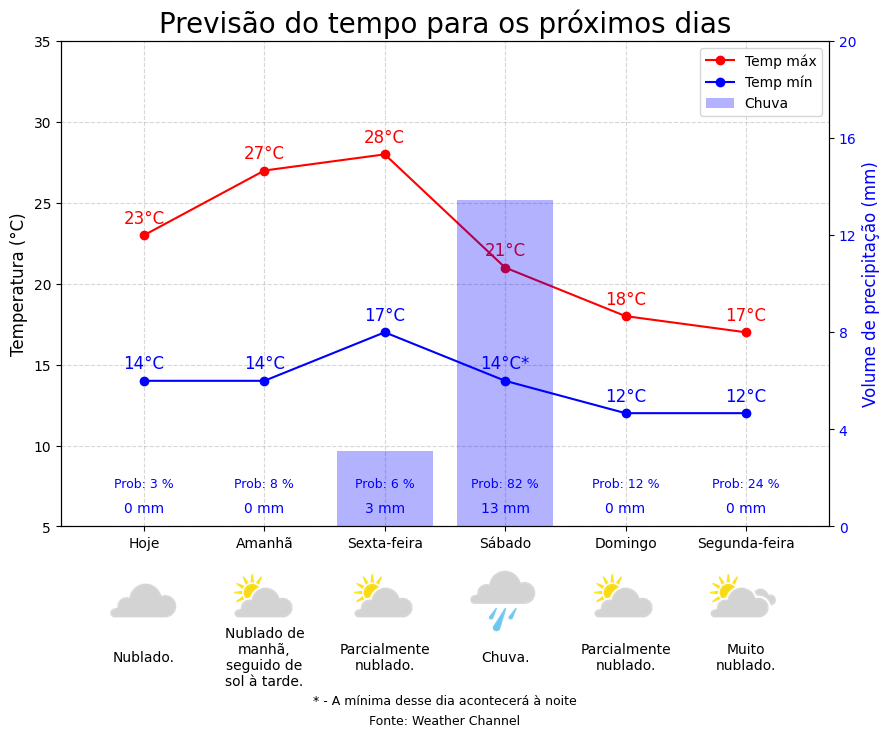 Previsão do tempo para os próximos dias
Temp máx
Temp mín
Chuva
Temperatura (°C)
Volume de precipitação (mm)
35
30
25
20
15
10
5
20
16
12
8
4
0
23°C
27°C
28°C
21°C
18°C
17°C
14°C
14°C
17°C
14°C*
12°C
12°C
Prob: 3 %
Prob: 8 %
Prob: 6 %
Prob: 82 %
Prob: 12 %
Prob: 24 %
0 mm
0 mm
3 mm
13 mm
0 mm
0 mm
Hoje
Amanhã
Sexta-feira
Sábado
Domingo
Segunda-feira
Nublado.
Nublado de
manhã,
seguido de
sol à tarde.
Parcialmente
nublado.
Chuva.
Parcialmente
nublado.
Muito
nublado.
* - A mínima desse dia acontecerá à noite
Fonte: Weather Channel